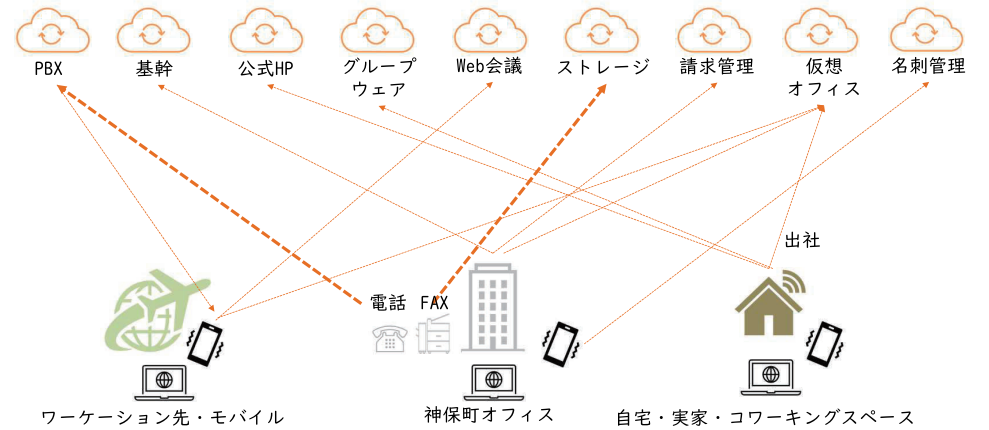 PBX
基幹
公式HP
グループ
ウェア
Web会議
ストレージ
請求管理
仮想
オフィス
名刺管理
出社
電話
FAX
ワーケーション先・モバイル
神保町オフィス
自宅・実家・コワーキングスペース